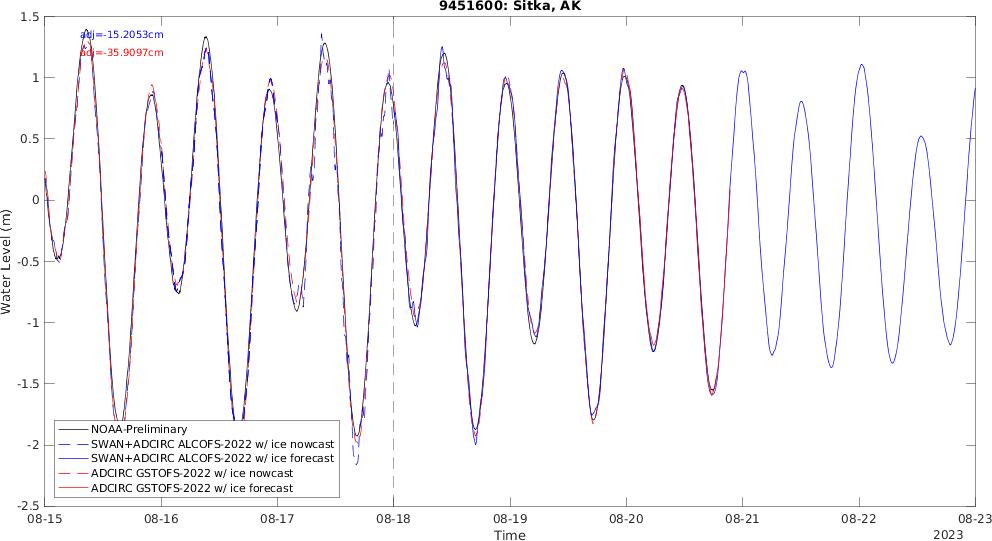 9451600: Sitka, AK
adj=-15.2053cm
adj=-35.9097cm
1.5
1
0.5
0
-0.5
-1
-1.5
-2
-2.5
Water Level (m)
NOAA-Preliminary
SWAN+ADCIRC ALCOFS-2022 w/ ice nowcast
SWAN+ADCIRC ALCOFS-2022 w/ ice forecast
ADCIRC GSTOFS-2022 w/ ice nowcast
ADCIRC GSTOFS-2022 w/ ice forecast
08-15 08-16 08-17 08-18 08-19 08-20 08-21 08-22 08-23
Time
2023